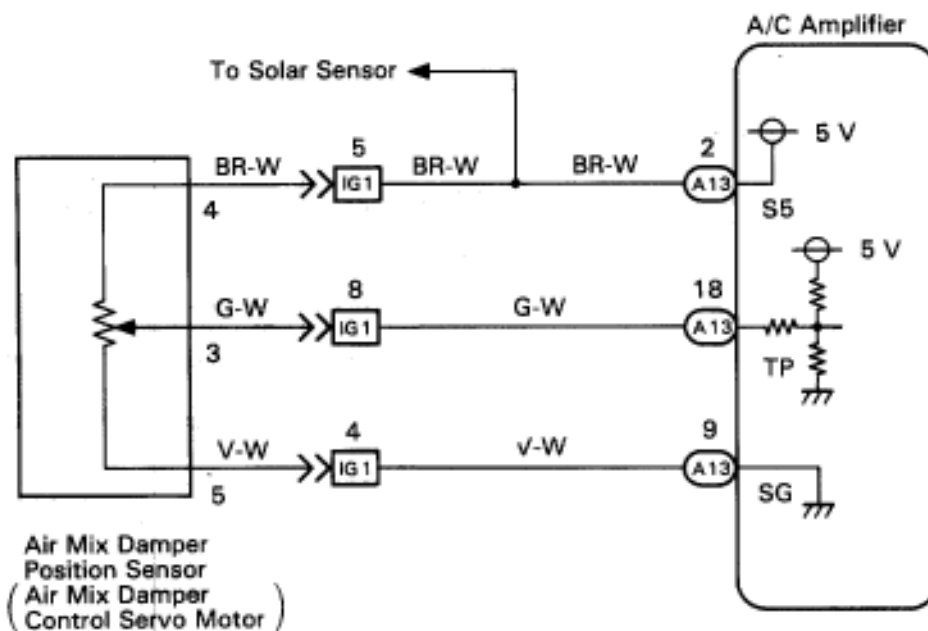 A/C Amplifier
To Solar Sensor
5 V
BR-W
5
IG1
BR-W
BR-W
2
A13
4
S5
5 V
G-W
8
IG1
G-W
18
A13
3
TP
V-W
4
IG1
V-W
9
A13
5
SG
Air Mix Damper
Position Sensor
(Air Mix Damper
Control Servo Motor)